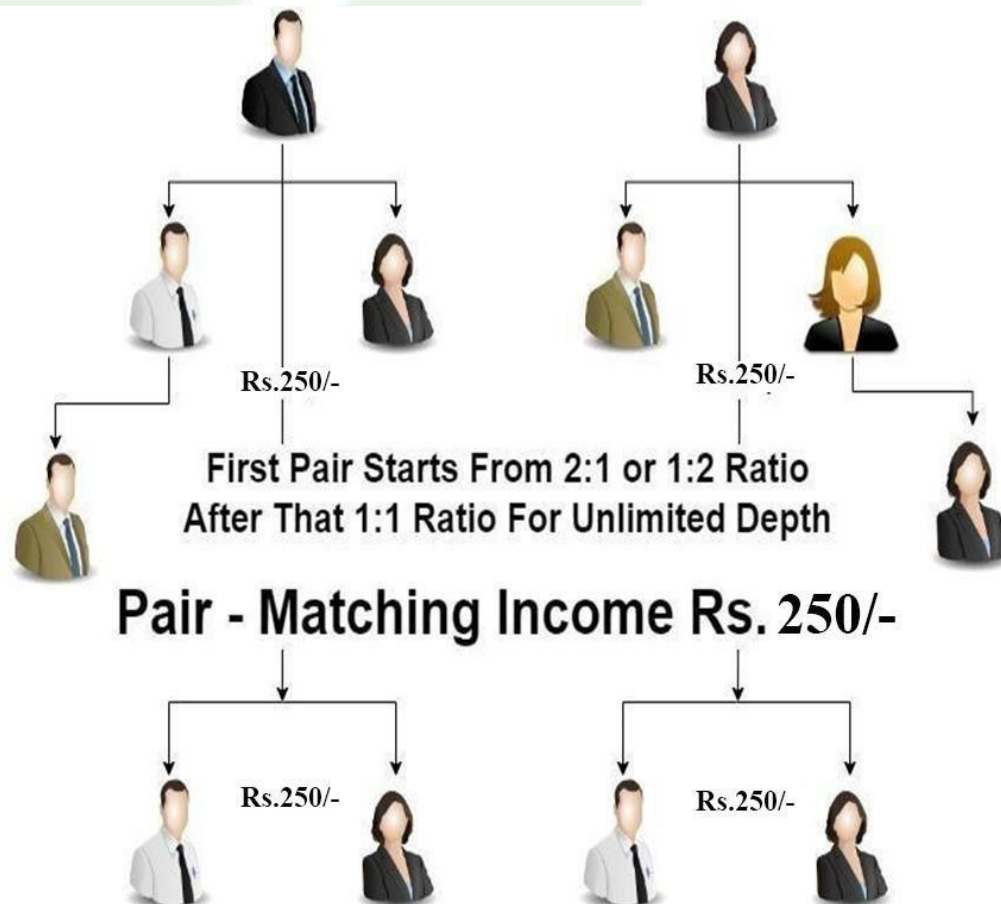 Rs.250/-
Rs.250/-
First Pair Starts From 2:1 or 1:2 Ratio
After That 1:1 Ratio For Unlimited Depth
Pair - Matching Income Rs. 250/-
Rs.250/-
Rs.250/-